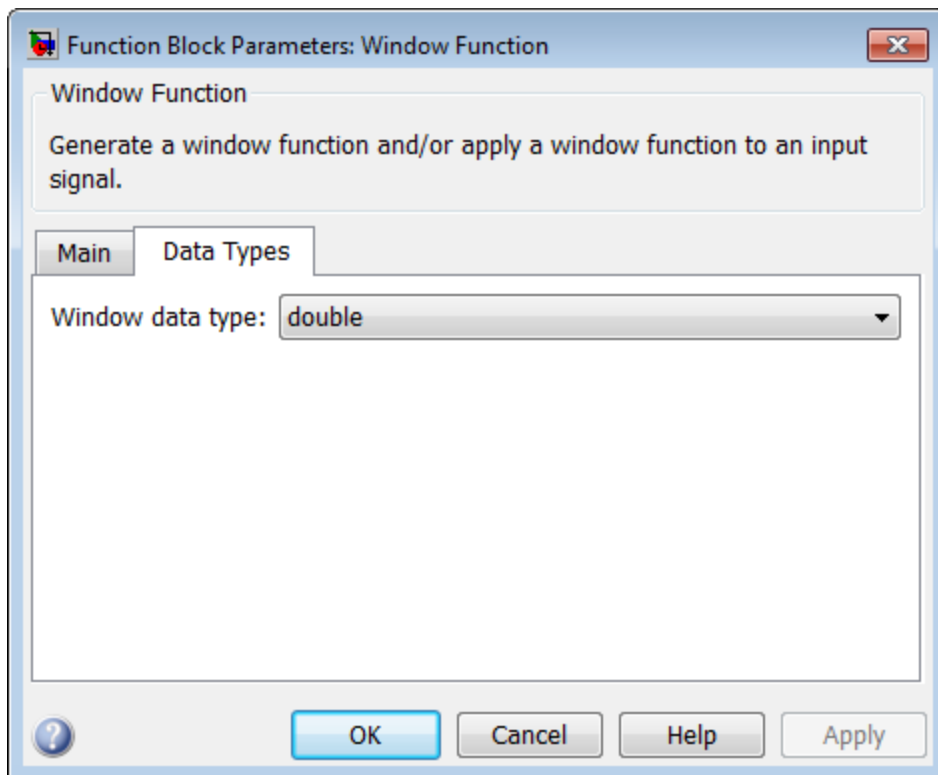 Function Block Parameters: Window Function
Window Function
Generate a window function and/or apply a window function to an input
signal.
Main
Data Types
Window data type: double
?
OK
Cancel
Help
Apply